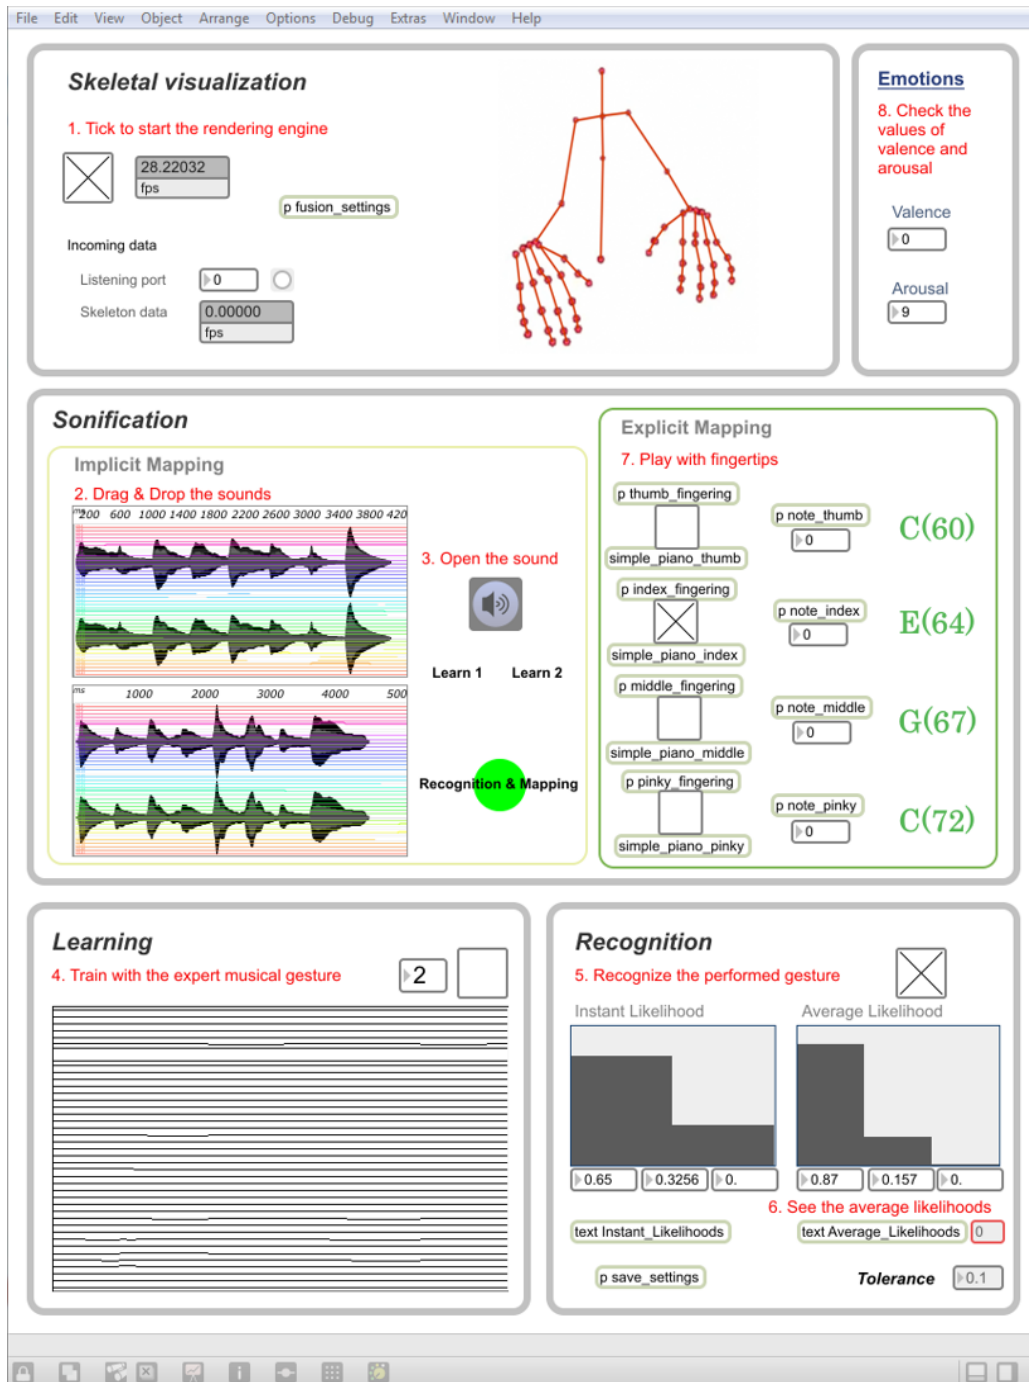 File Edit View Object Arrange Options Debug Extras Window Help
Skeletal visualization
1. Tick to start the rendering engine
28.22032
fps
p fusion_settings
Incoming data
Listening port
0
Skeleton data
0.00000
fps
Emotions
8. Check the
values of
valence and
arousal
Valence
0
Arousal
9
Sonification
Implicit Mapping
2. Drag & Drop the sounds
ms 200 600 1000 1400 1800 2200 2600 3000 3400 3800 420
3. Open the sound
Learn 1 Learn 2
ms 1000 2000 3000 4000 500
Recognition & Mapping
Explicit Mapping
7. Play with fingertips
p thumb_fingering
simple_piano_thumb
p note_thumb
0
C(60)
p index_fingering
simple_piano_index
p note_index
0
E(64)
p middle_fingering
simple_piano_middle
p note_middle
0
G(67)
p pinky_fingering
simple_piano_pinky
p note_pinky
0
C(72)
Learning
4. Train with the expert musical gesture
2
Recognition
5. Recognize the performed gesture
Instant Likelihood
Average Likelihood
0.65 0.3256 0.
0.87 0.157 0.
6. See the average likelihoods
text Instant_Likelihoods
text Average_Likelihoods 0
p save_settings
Tolerance 0.1